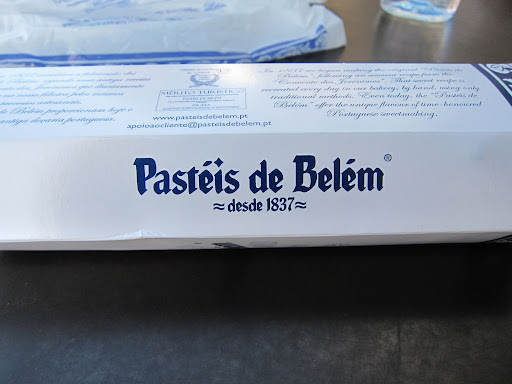 MÉRITO TURÍSTICO
www.pasteisdebelem.pt
apoioaocliente@pasteisdebelem.pt
In 1837 we began making the original "Pastéis de
Belém", following an ancient recipe from the
Convento dos Jerónimos. That secret recipe is
recreated every day in our bakery, by hand, using only
traditional methods. Even today, the "Pastéis de
Belém" offer the unique flavour of time-honoured
Portuguese sweetmaking.
Pastéis de Belém®
≈desde 1837≈